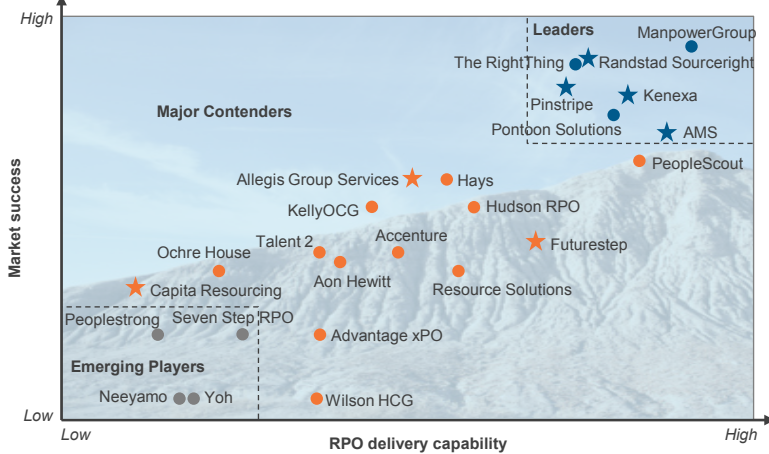 High
Leaders
ManpowerGroup
The RightThing
Randstad Sourceright
Pinstripe
Kenexa
Major Contenders
Pontoon Solutions
AMS
PeopleScout
Allegis Group Services
Hays
KellyOCG
Hudson RPO
Market success
Talent 2
Accenture
Futurestep
Ochre House
Aon Hewitt
Capita Resourcing
Resource Solutions
Peoplestrong
Seven Step RPO
Advantage xPO
Emerging Players
Neeyamo
Yoh
Wilson HCG
Low
Low
RPO delivery capability
High